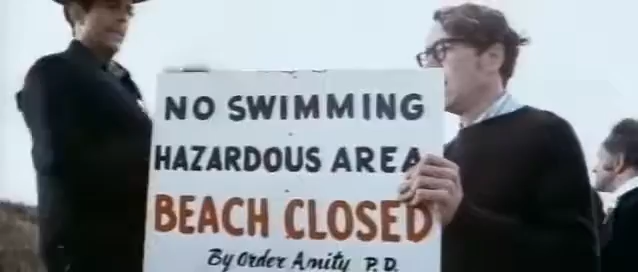 NO SWIMMING
HAZARDOUS AREA
BEACH CLOSED
By Order Amity P.D.